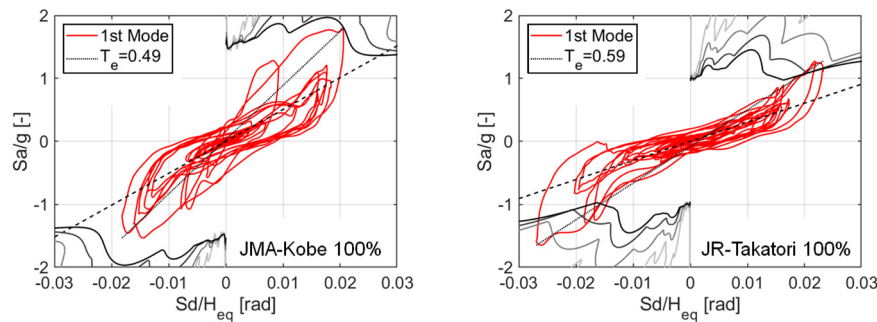 2
1
0
-1
-2
Sa/g [-]
1st Mode
T_e=0.49
JMA-Kobe 100%
-0.03 -0.02 -0.01 0 0.01 0.02 0.03
Sd/H_eq [rad]
2
1
0
-1
-2
Sa/g [-]
1st Mode
T_e=0.59
JR-Takatori 100%
-0.03 -0.02 -0.01 0 0.01 0.02 0.03
Sd/H_eq [rad]